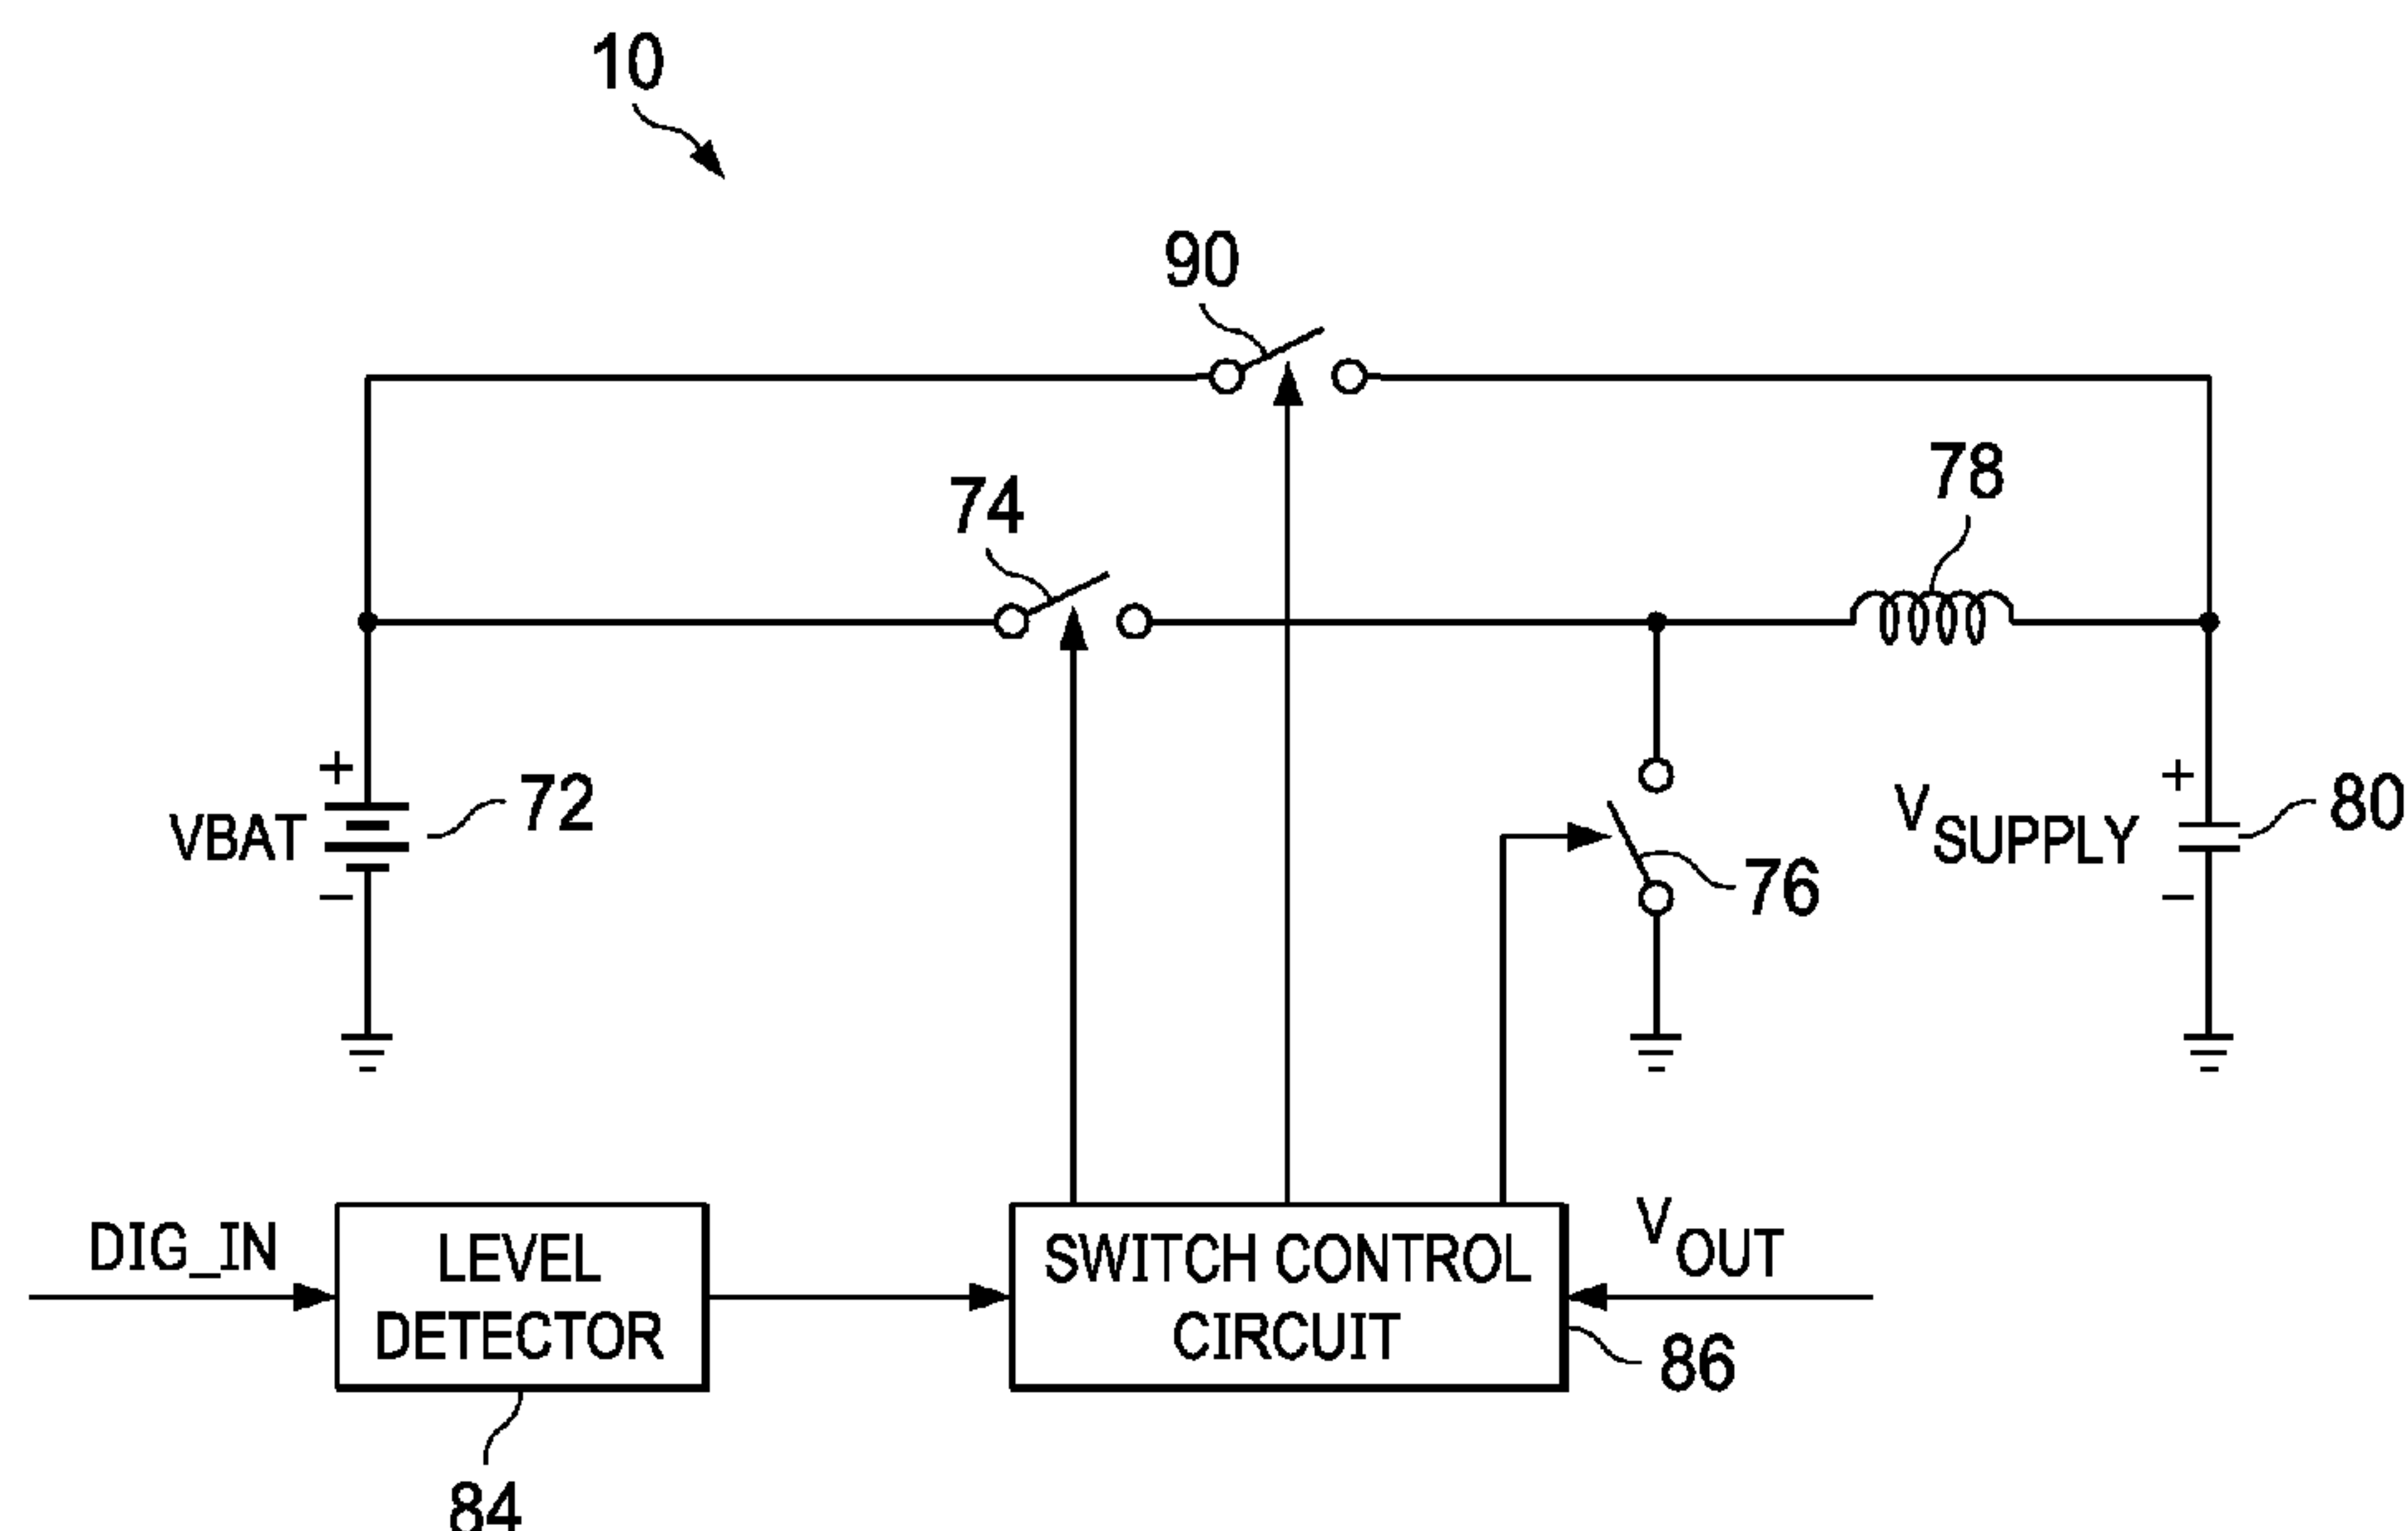 10
90
74
78
+
VBAT
72
−
+
V SUPPLY
80
−
76
DIG_IN
LEVEL
DETECTOR
84
SWITCH CONTROL
CIRCUIT
V OUT
86